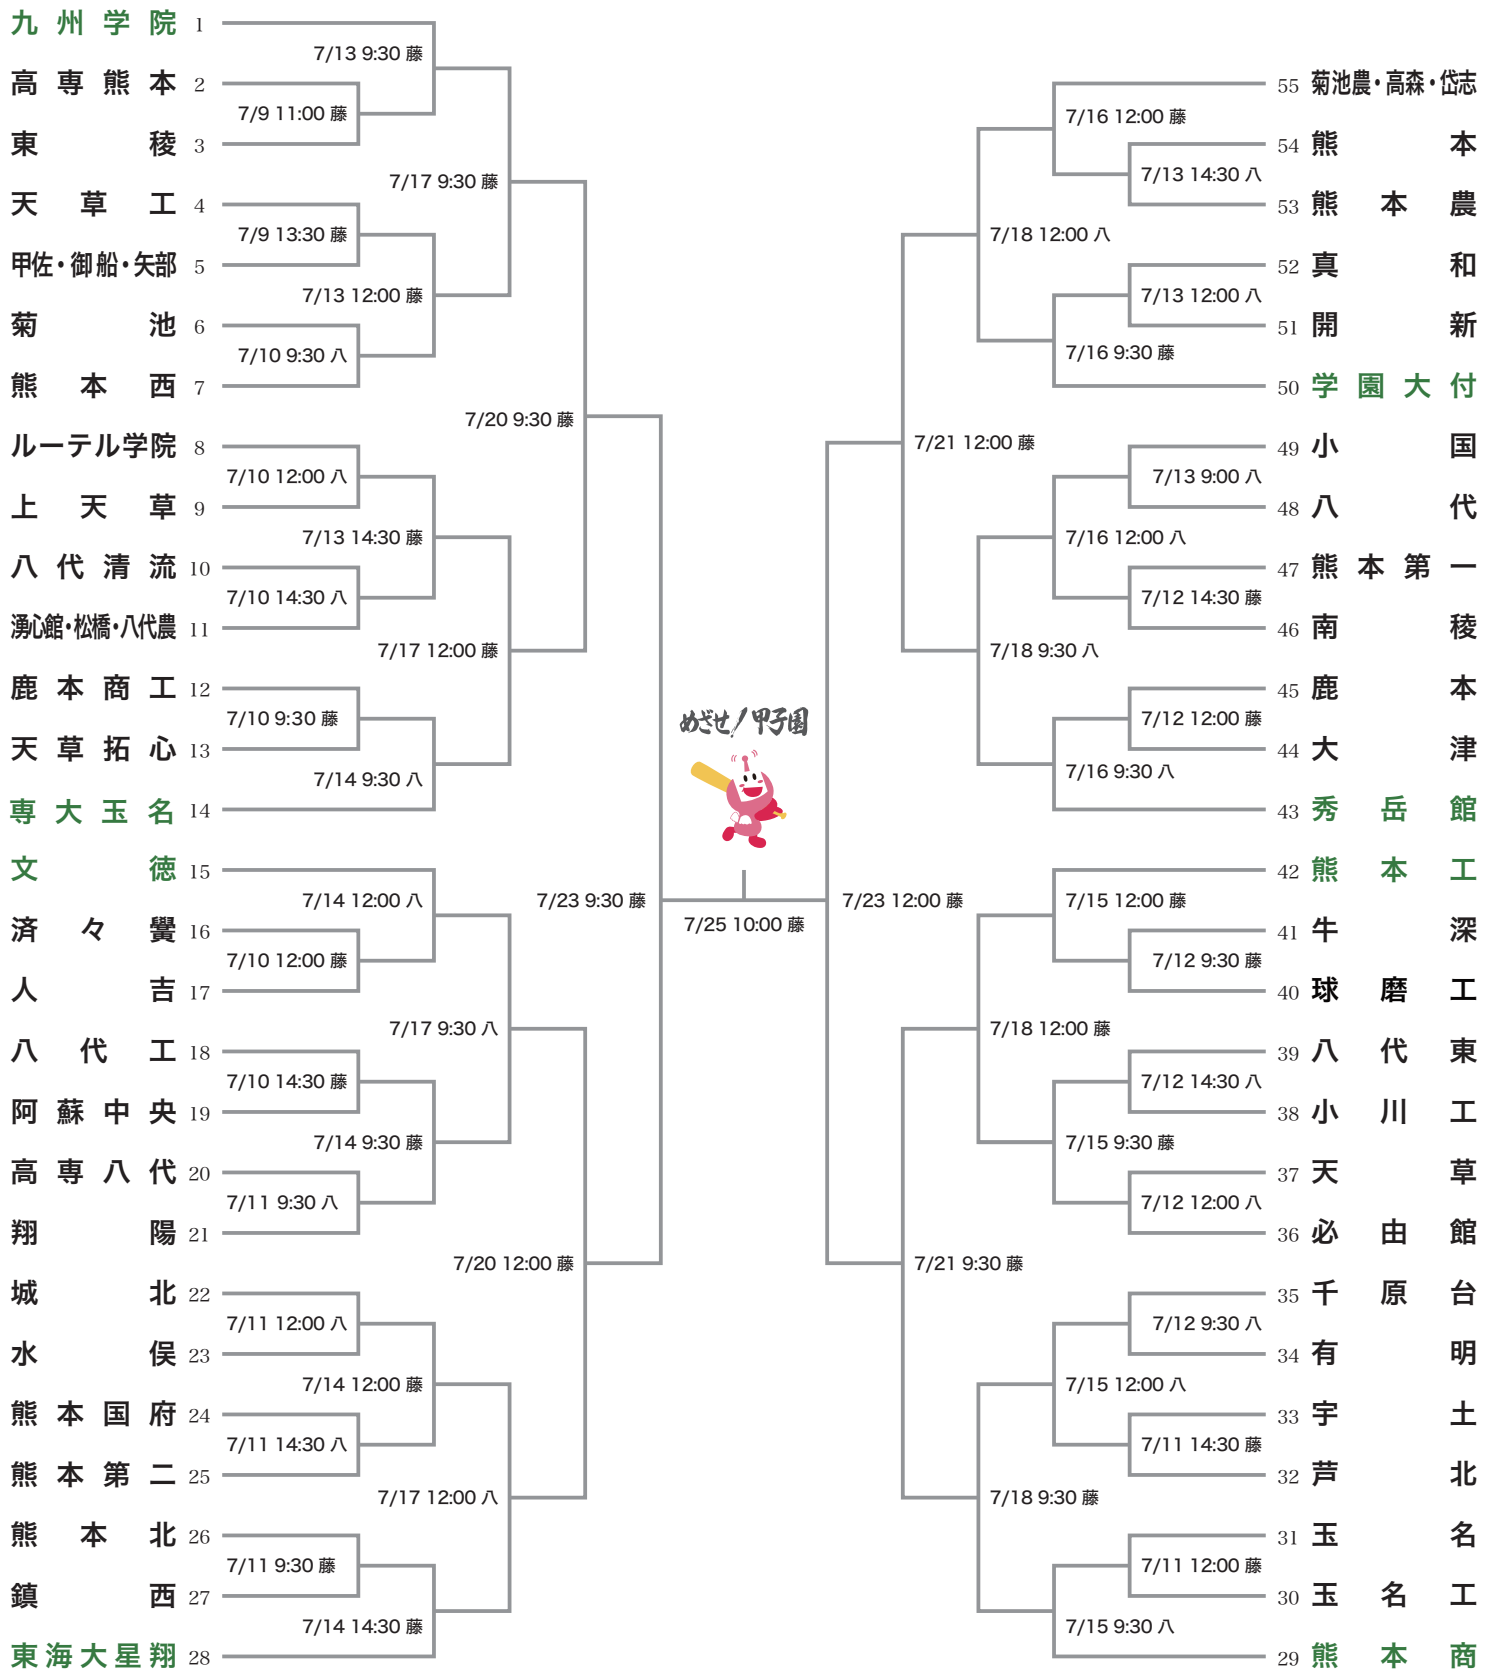 九州学院 1
7/13 9:30 藤
高専熊本 2
7/9 11:00 藤
東稜 3
7/17 9:30 藤
天草工 4
7/9 13:30 藤
甲佐・御船・矢部 5
7/13 12:00 藤
菊池 6
7/10 9:30 八
熊本西 7
7/20 9:30 藤
ルーテル学院 8
7/10 12:00 八
上天草 9
7/13 14:30 藤
八代清流 10
7/10 14:30 八
湧心館・松橋・八代農 11
7/17 12:00 藤
鹿本商工 12
7/10 9:30 藤
天草拓心 13
7/14 9:30 八
専大玉名 14
文徳 15
7/14 12:00 八
7/23 9:30 藤
済々黌 16
7/10 12:00 藤
人吉 17
7/17 9:30 八
八代工 18
7/10 14:30 藤
阿蘇中央 19
7/14 9:30 藤
高専八代 20
7/11 9:30 八
翔陽 21
7/20 12:00 藤
城北 22
7/11 12:00 八
水俣 23
7/14 12:00 藤
熊本国府 24
7/11 14:30 八
熊本第二 25
7/17 12:00 八
熊本北 26
7/11 9:30 藤
鎮西 27
7/14 14:30 藤
東海大星翔 28
めざせ!甲子園
7/25 10:00 藤
55 菊池農・高森・岱志
7/16 12:00 藤
54 熊本
7/13 14:30 八
53 熊本農
7/18 12:00 八
52 真和
7/13 12:00 八
51 開新
7/16 9:30 藤
50 学園大付
7/21 12:00 藤
49 小国
7/13 9:00 八
48 八代
7/16 12:00 八
47 熊本第一
7/12 14:30 藤
46 南稜
7/18 9:30 八
45 鹿本
7/12 12:00 藤
44 大津
7/16 9:30 八
43 秀岳館
42 熊本工
7/23 12:00 藤
7/15 12:00 藤
41 牛深
7/12 9:30 藤
40 球磨工
7/18 12:00 藤
39 八代東
7/12 14:30 八
38 小川工
7/15 9:30 藤
37 天草
7/12 12:00 八
36 必由館
7/21 9:30 藤
35 千原台
7/12 9:30 八
34 有明
7/15 12:00 八
33 宇土
7/11 14:30 藤
32 芦北
7/18 9:30 藤
31 玉名
7/11 12:00 藤
30 玉名工
7/15 9:30 八
29 熊本商